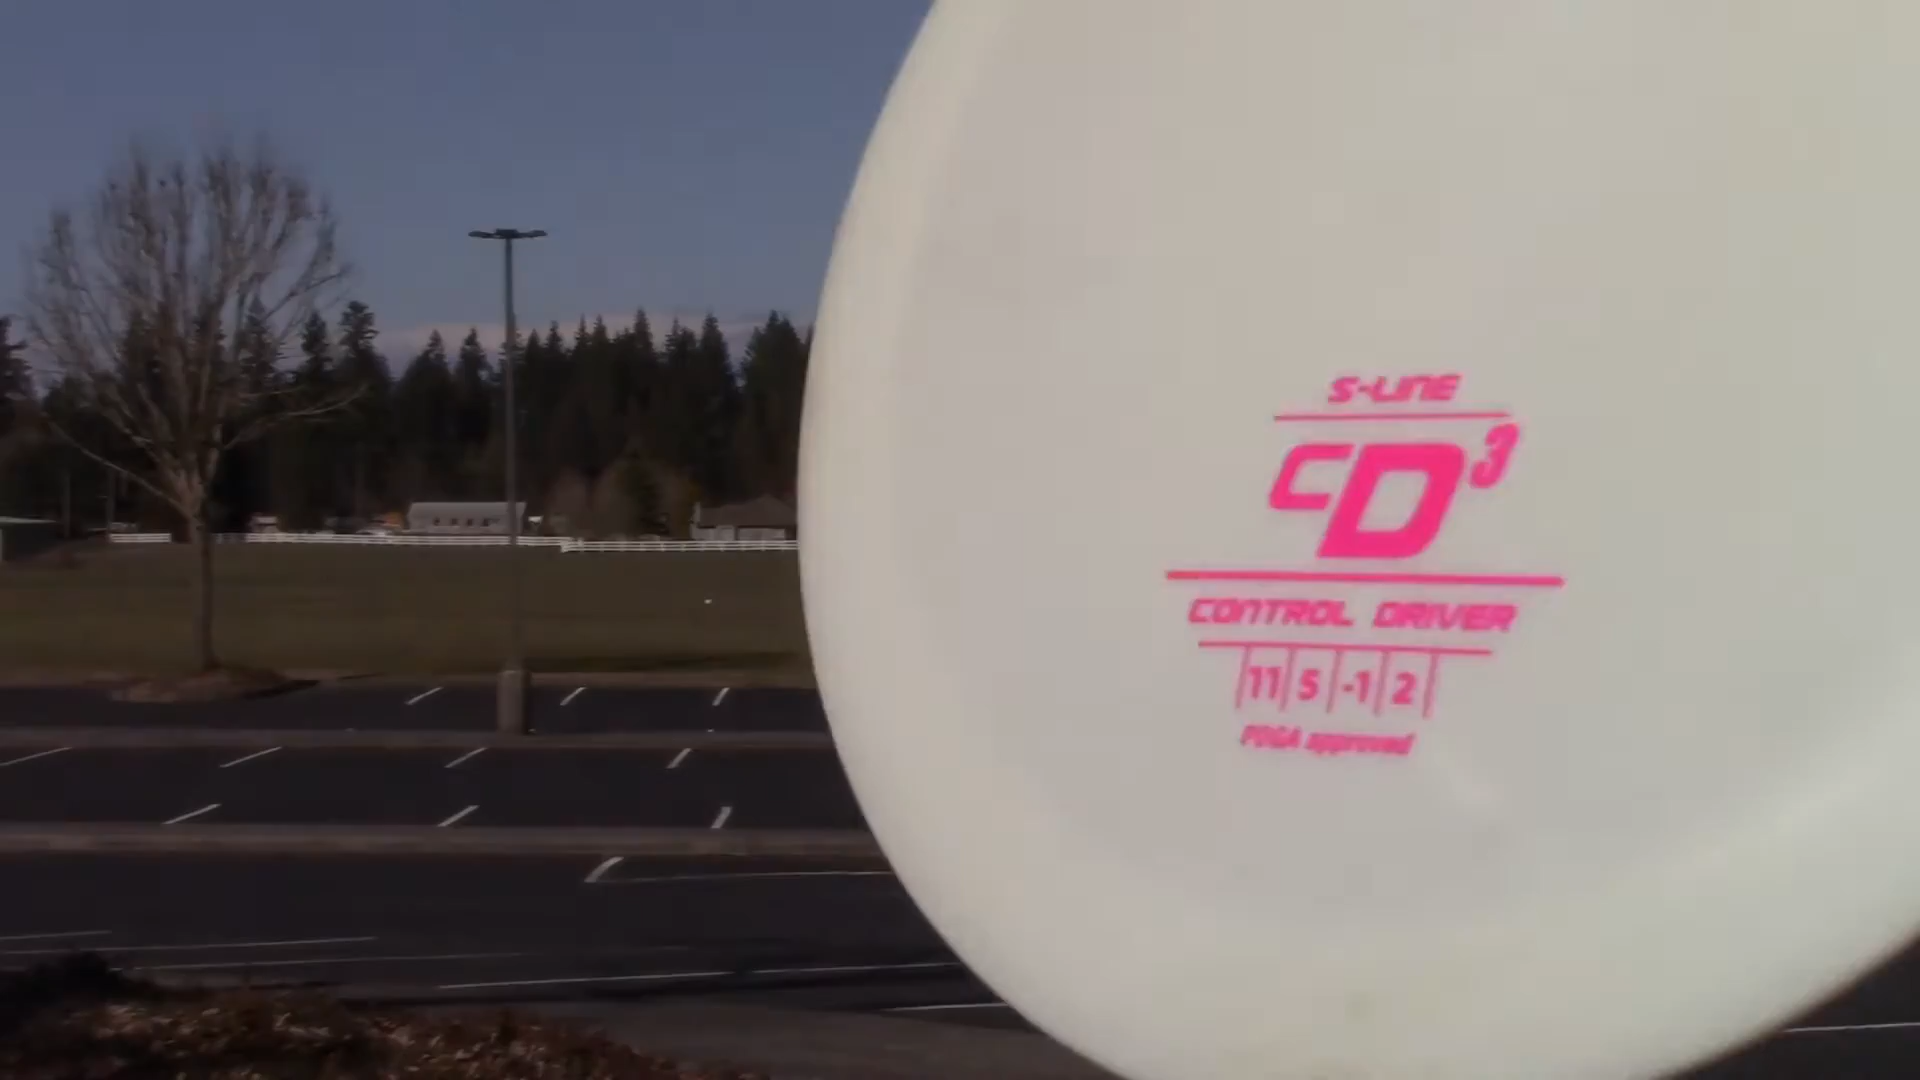 S-LINE
CD³
CONTROL DRIVER
11 5 -1 2
PDGA approved